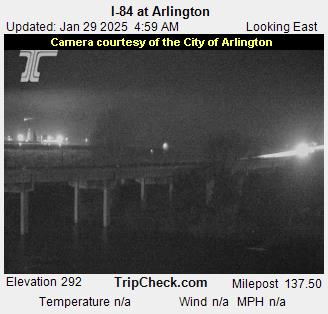 I-84 at Arlington
Updated: Jan 29 2025 4:59 AM Looking East
Camera courtesy of the City of Arlington
Elevation 292 TripCheck.com Milepost 137.50
Temperature n/a Wind n/a MPH n/a